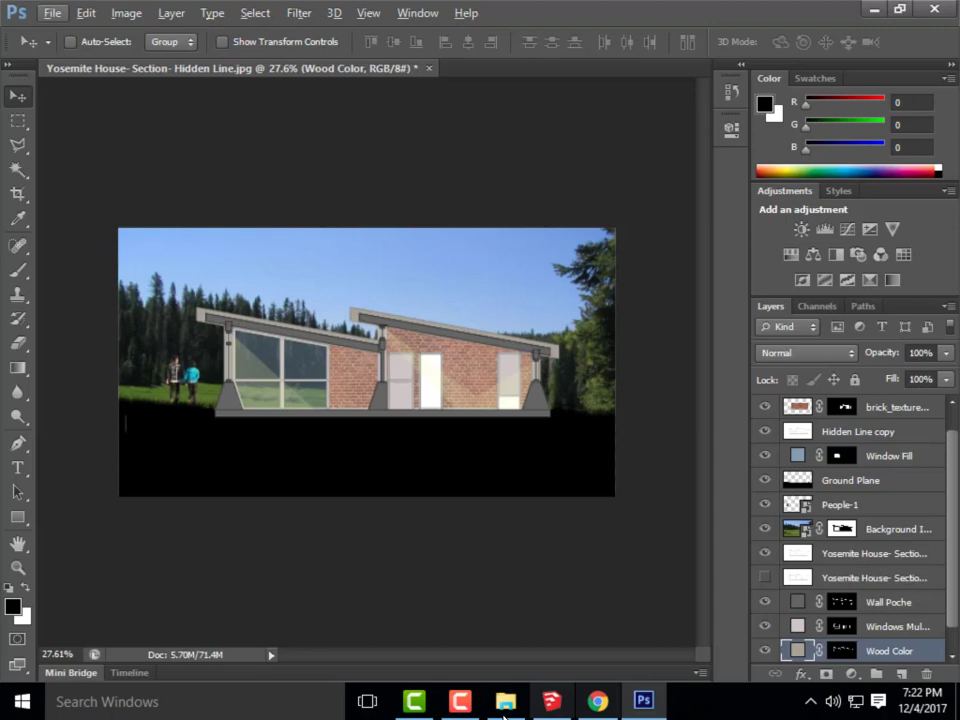 Ps File Edit Image Layer Type Select Filter 3D View Window Help
Auto-Select: Group Show Transform Controls 3D Mode:
Yosemite House- Section- Hidden Line.jpg @ 27.6% (Wood Color, RGB/8#) * ×
Color Swatches
R 0
G 0
B 0
Adjustments Styles
Add an adjustment
Layers Channels Paths
Kind
Normal Opacity: 100%
Lock: Fill: 100%
brick_texture...
Hidden Line copy
Window Fill
Ground Plane
People-1
Background I...
Yosemite House- Sectio...
Yosemite House- Sectio...
Wall Poche
Windows Mul...
Wood Color
27.61% Doc: 5.70M/71.4M
Mini Bridge Timeline
Search Windows
7:22 PM
12/4/2017